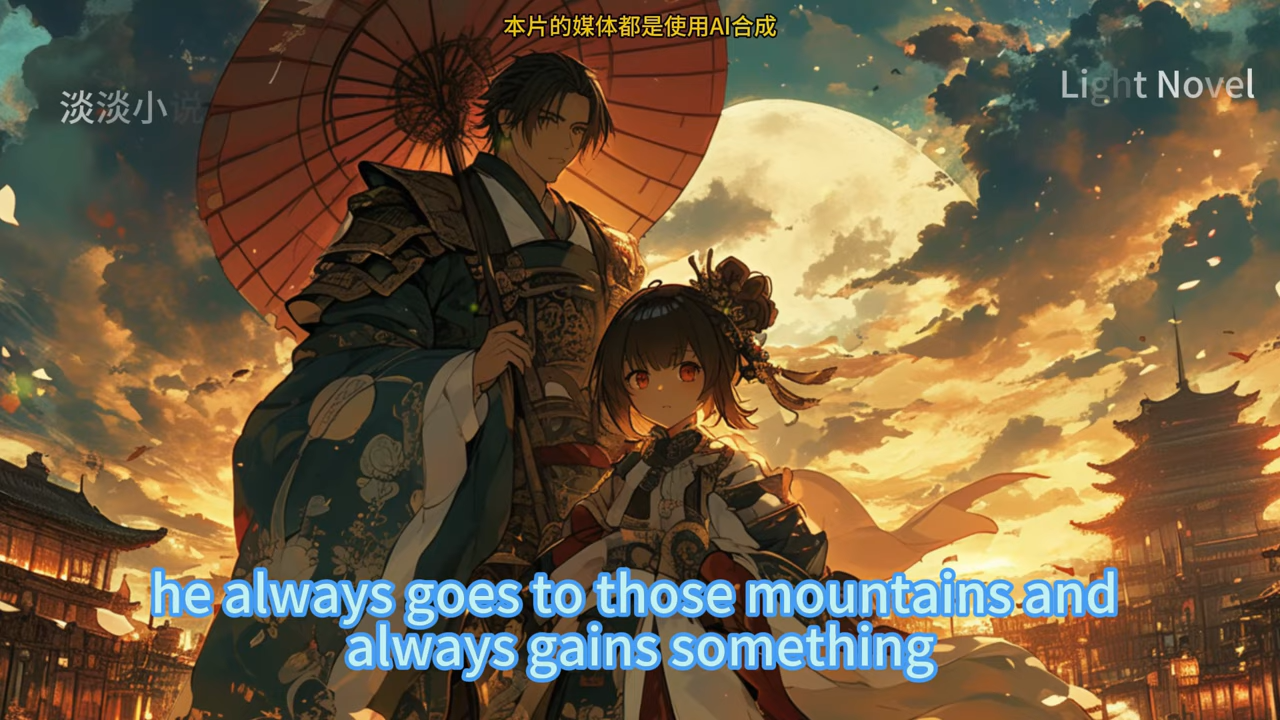 本片的媒体都是使用AI合成
Light Novel
淡淡小说
he always goes to those mountains and
always gains something